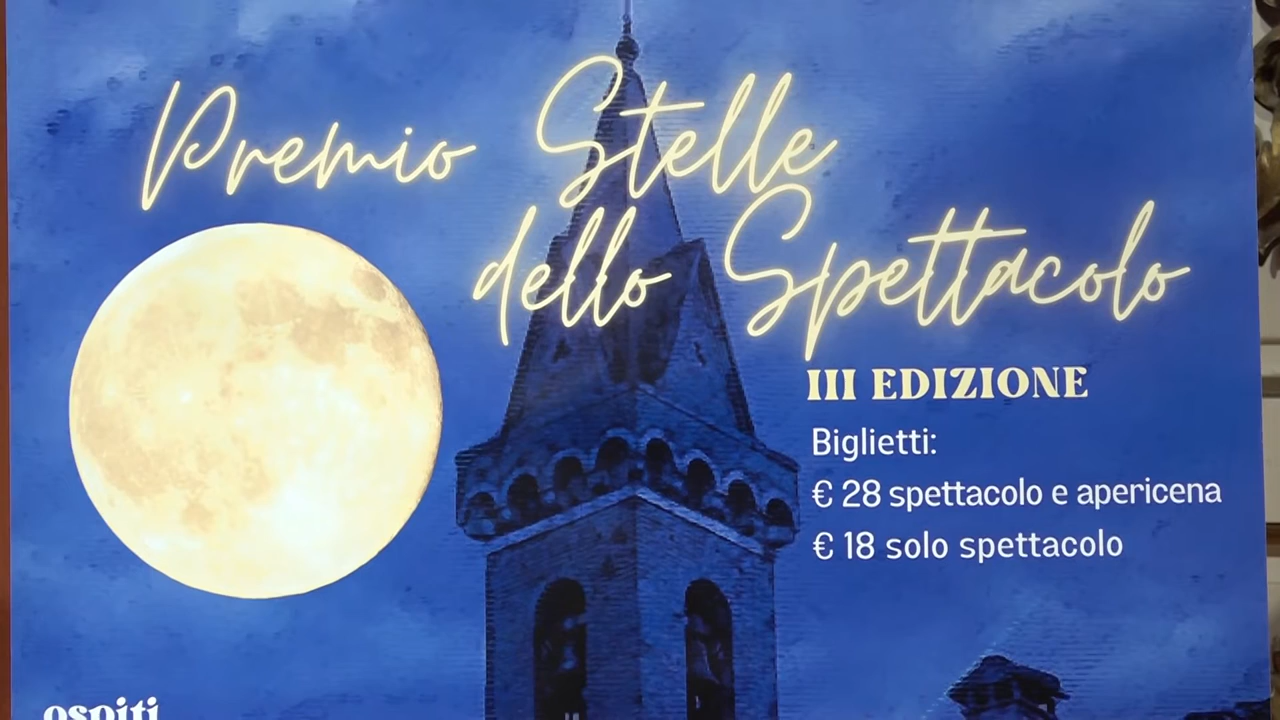 Premio Stelle
dello Spettacolo
III EDIZIONE
Biglietti:
€ 28 spettacolo e apericena
€ 18 solo spettacolo
ospiti